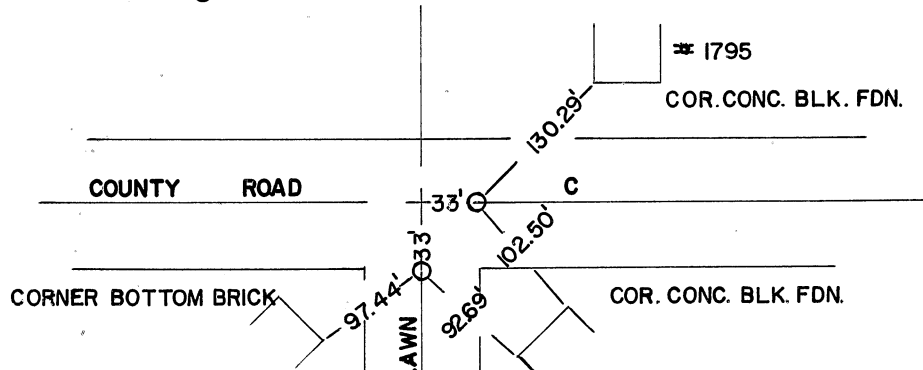 # 1795
COR. CONC. BLK. FDN.
130.29'
COUNTY ROAD C
33'
102.50'
33'
CORNER BOTTOM BRICK
97.44'
92.69'
COR. CONC. BLK. FDN.
LAWN